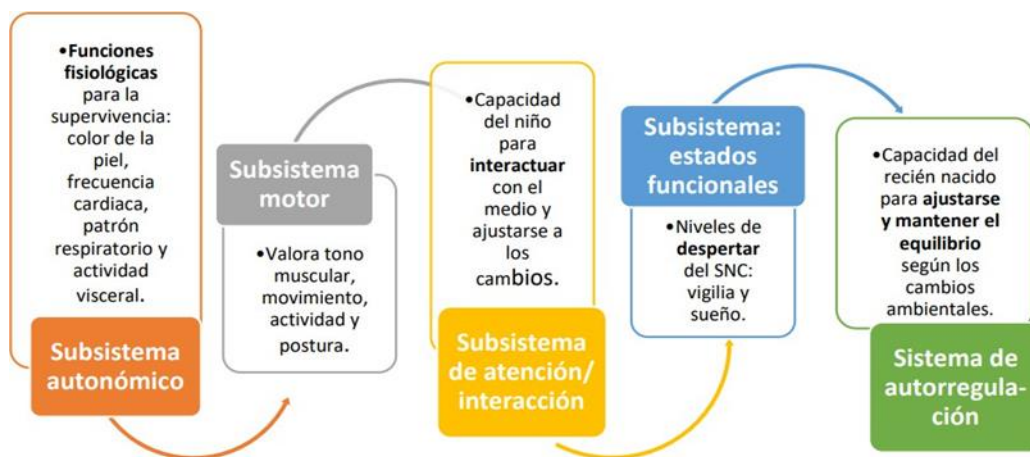 •Funciones
fisiológicas
para la
supervivencia:
color de la
piel,
frecuencia
cardiaca,
patrón
respiratorio y
actividad
visceral.
Subsistema
autonómico
Subsistema
motor
•Valora tono
muscular,
movimiento,
actividad y
postura.
•Capacidad
del niño
para
interactuar
con el
medio y
ajustarse a
los
cambios.
Subsistema
de atención/
interacción
Subsistema:
estados
funcionales
•Niveles de
despertar
del SNC:
vigilia y
sueño.
•Capacidad del
recién nacido
para ajustarse
y mantener el
equilibrio
según los
cambios
ambientales.
Sistema de
autorregula-
ción